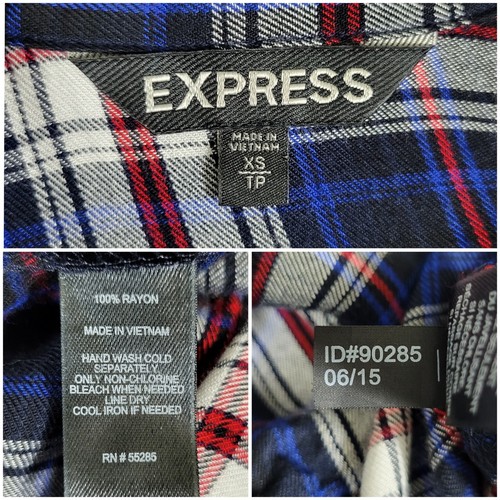 EXPRESS
MADE IN
VIETNAM
XS
TP
100% RAYON
MADE IN VIETNAM
HAND WASH COLD
SEPARATELY
ONLY NON-CHLORINE
BLEACH WHEN NEEDED
LINE DRY
COOL IRON IF NEEDED
RN # 55285
ID#90285
06/15